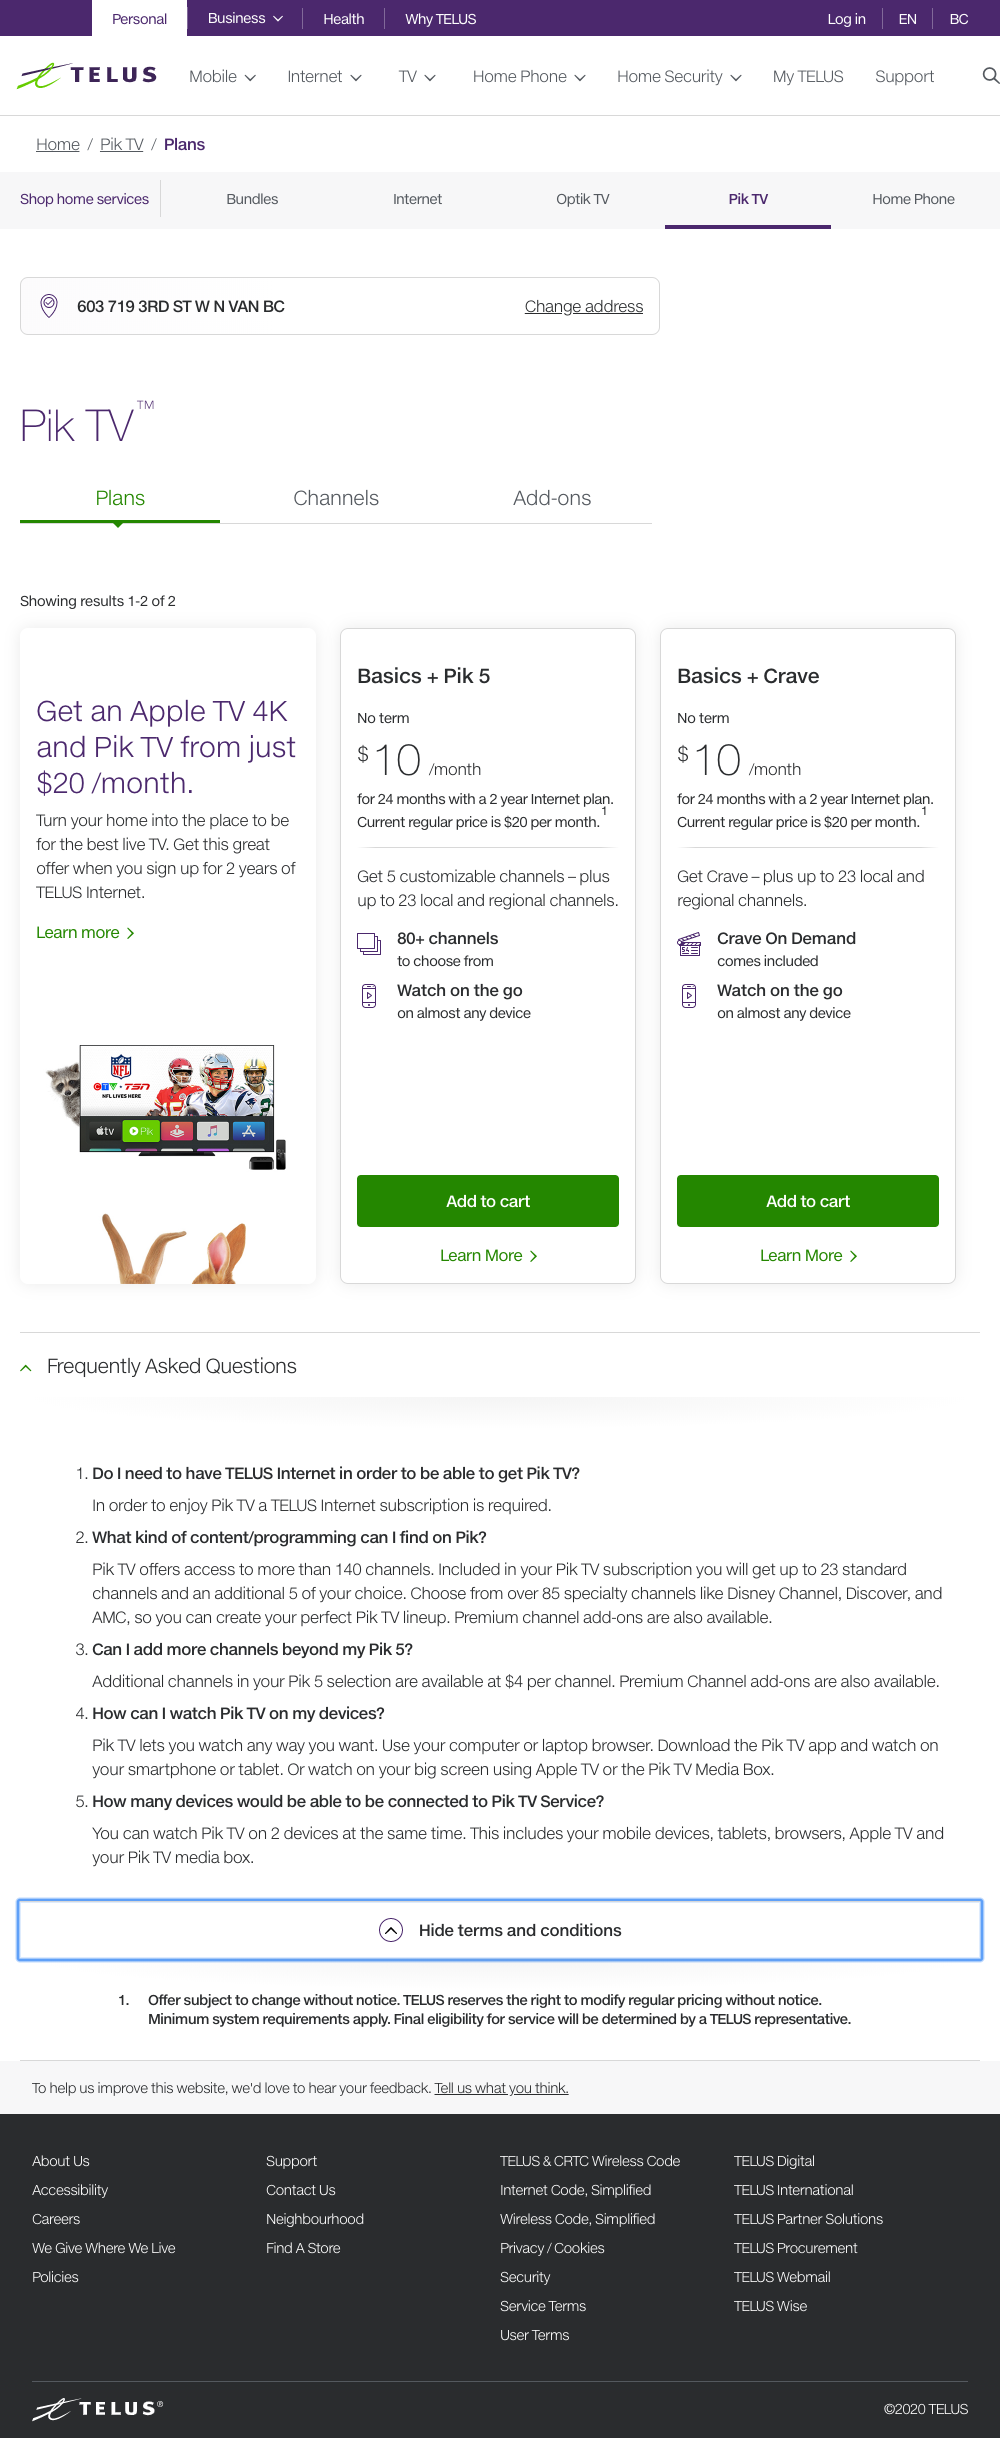 Personal
Business
Health
Why TELUS
Log in
EN
BC
TELUS
Mobile
Internet
TV
Home Phone
Home Security
My TELUS
Support
Home / Pik TV / Plans
Shop home services
Bundles
Internet
Optik TV
Pik TV
Home Phone
603 719 3RD ST W N VAN BC
Change address
Pik TV™
Plans
Channels
Add-ons
Showing results 1-2 of 2
Get an Apple TV 4K
and Pik TV from just
$20 /month.
Turn your home into the place to be
for the best live TV. Get this great
offer when you sign up for 2 years of
TELUS Internet.
Learn more
NFL
CTV · TSN
NFL LIVES HERE
tv
Pik
Basics + Pik 5
No term
$10 /month
for 24 months with a 2 year Internet plan.
Current regular price is $20 per month.1
Get 5 customizable channels – plus
up to 23 local and regional channels.
80+ channels
to choose from
Watch on the go
on almost any device
Add to cart
Learn More
Basics + Crave
No term
$10 /month
for 24 months with a 2 year Internet plan.
Current regular price is $20 per month.1
Get Crave – plus up to 23 local and
regional channels.
Crave On Demand
comes included
Watch on the go
on almost any device
Add to cart
Learn More
Frequently Asked Questions
1. Do I need to have TELUS Internet in order to be able to get Pik TV?
In order to enjoy Pik TV a TELUS Internet subscription is required.
2. What kind of content/programming can I find on Pik?
Pik TV offers access to more than 140 channels. Included in your Pik TV subscription you will get up to 23 standard
channels and an additional 5 of your choice. Choose from over 85 specialty channels like Disney Channel, Discover, and
AMC, so you can create your perfect Pik TV lineup. Premium channel add-ons are also available.
3. Can I add more channels beyond my Pik 5?
Additional channels in your Pik 5 selection are available at $4 per channel. Premium Channel add-ons are also available.
4. How can I watch Pik TV on my devices?
Pik TV lets you watch any way you want. Use your computer or laptop browser. Download the Pik TV app and watch on
your smartphone or tablet. Or watch on your big screen using Apple TV or the Pik TV Media Box.
5. How many devices would be able to be connected to Pik TV Service?
You can watch Pik TV on 2 devices at the same time. This includes your mobile devices, tablets, browsers, Apple TV and
your Pik TV media box.
Hide terms and conditions
1. Offer subject to change without notice. TELUS reserves the right to modify regular pricing without notice.
Minimum system requirements apply. Final eligibility for service will be determined by a TELUS representative.
To help us improve this website, we'd love to hear your feedback. Tell us what you think.
About Us
Accessibility
Careers
We Give Where We Live
Policies
Support
Contact Us
Neighbourhood
Find A Store
TELUS & CRTC Wireless Code
Internet Code, Simplified
Wireless Code, Simplified
Privacy / Cookies
Security
Service Terms
User Terms
TELUS Digital
TELUS International
TELUS Partner Solutions
TELUS Procurement
TELUS Webmail
TELUS Wise
TELUS®
©2020 TELUS